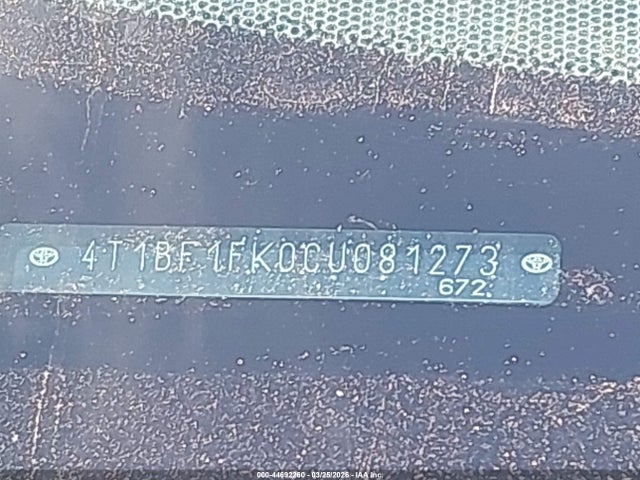 4T1BF1FK0CU081273
672.
000-44692260 - 03/25/2026 - IAA Inc.